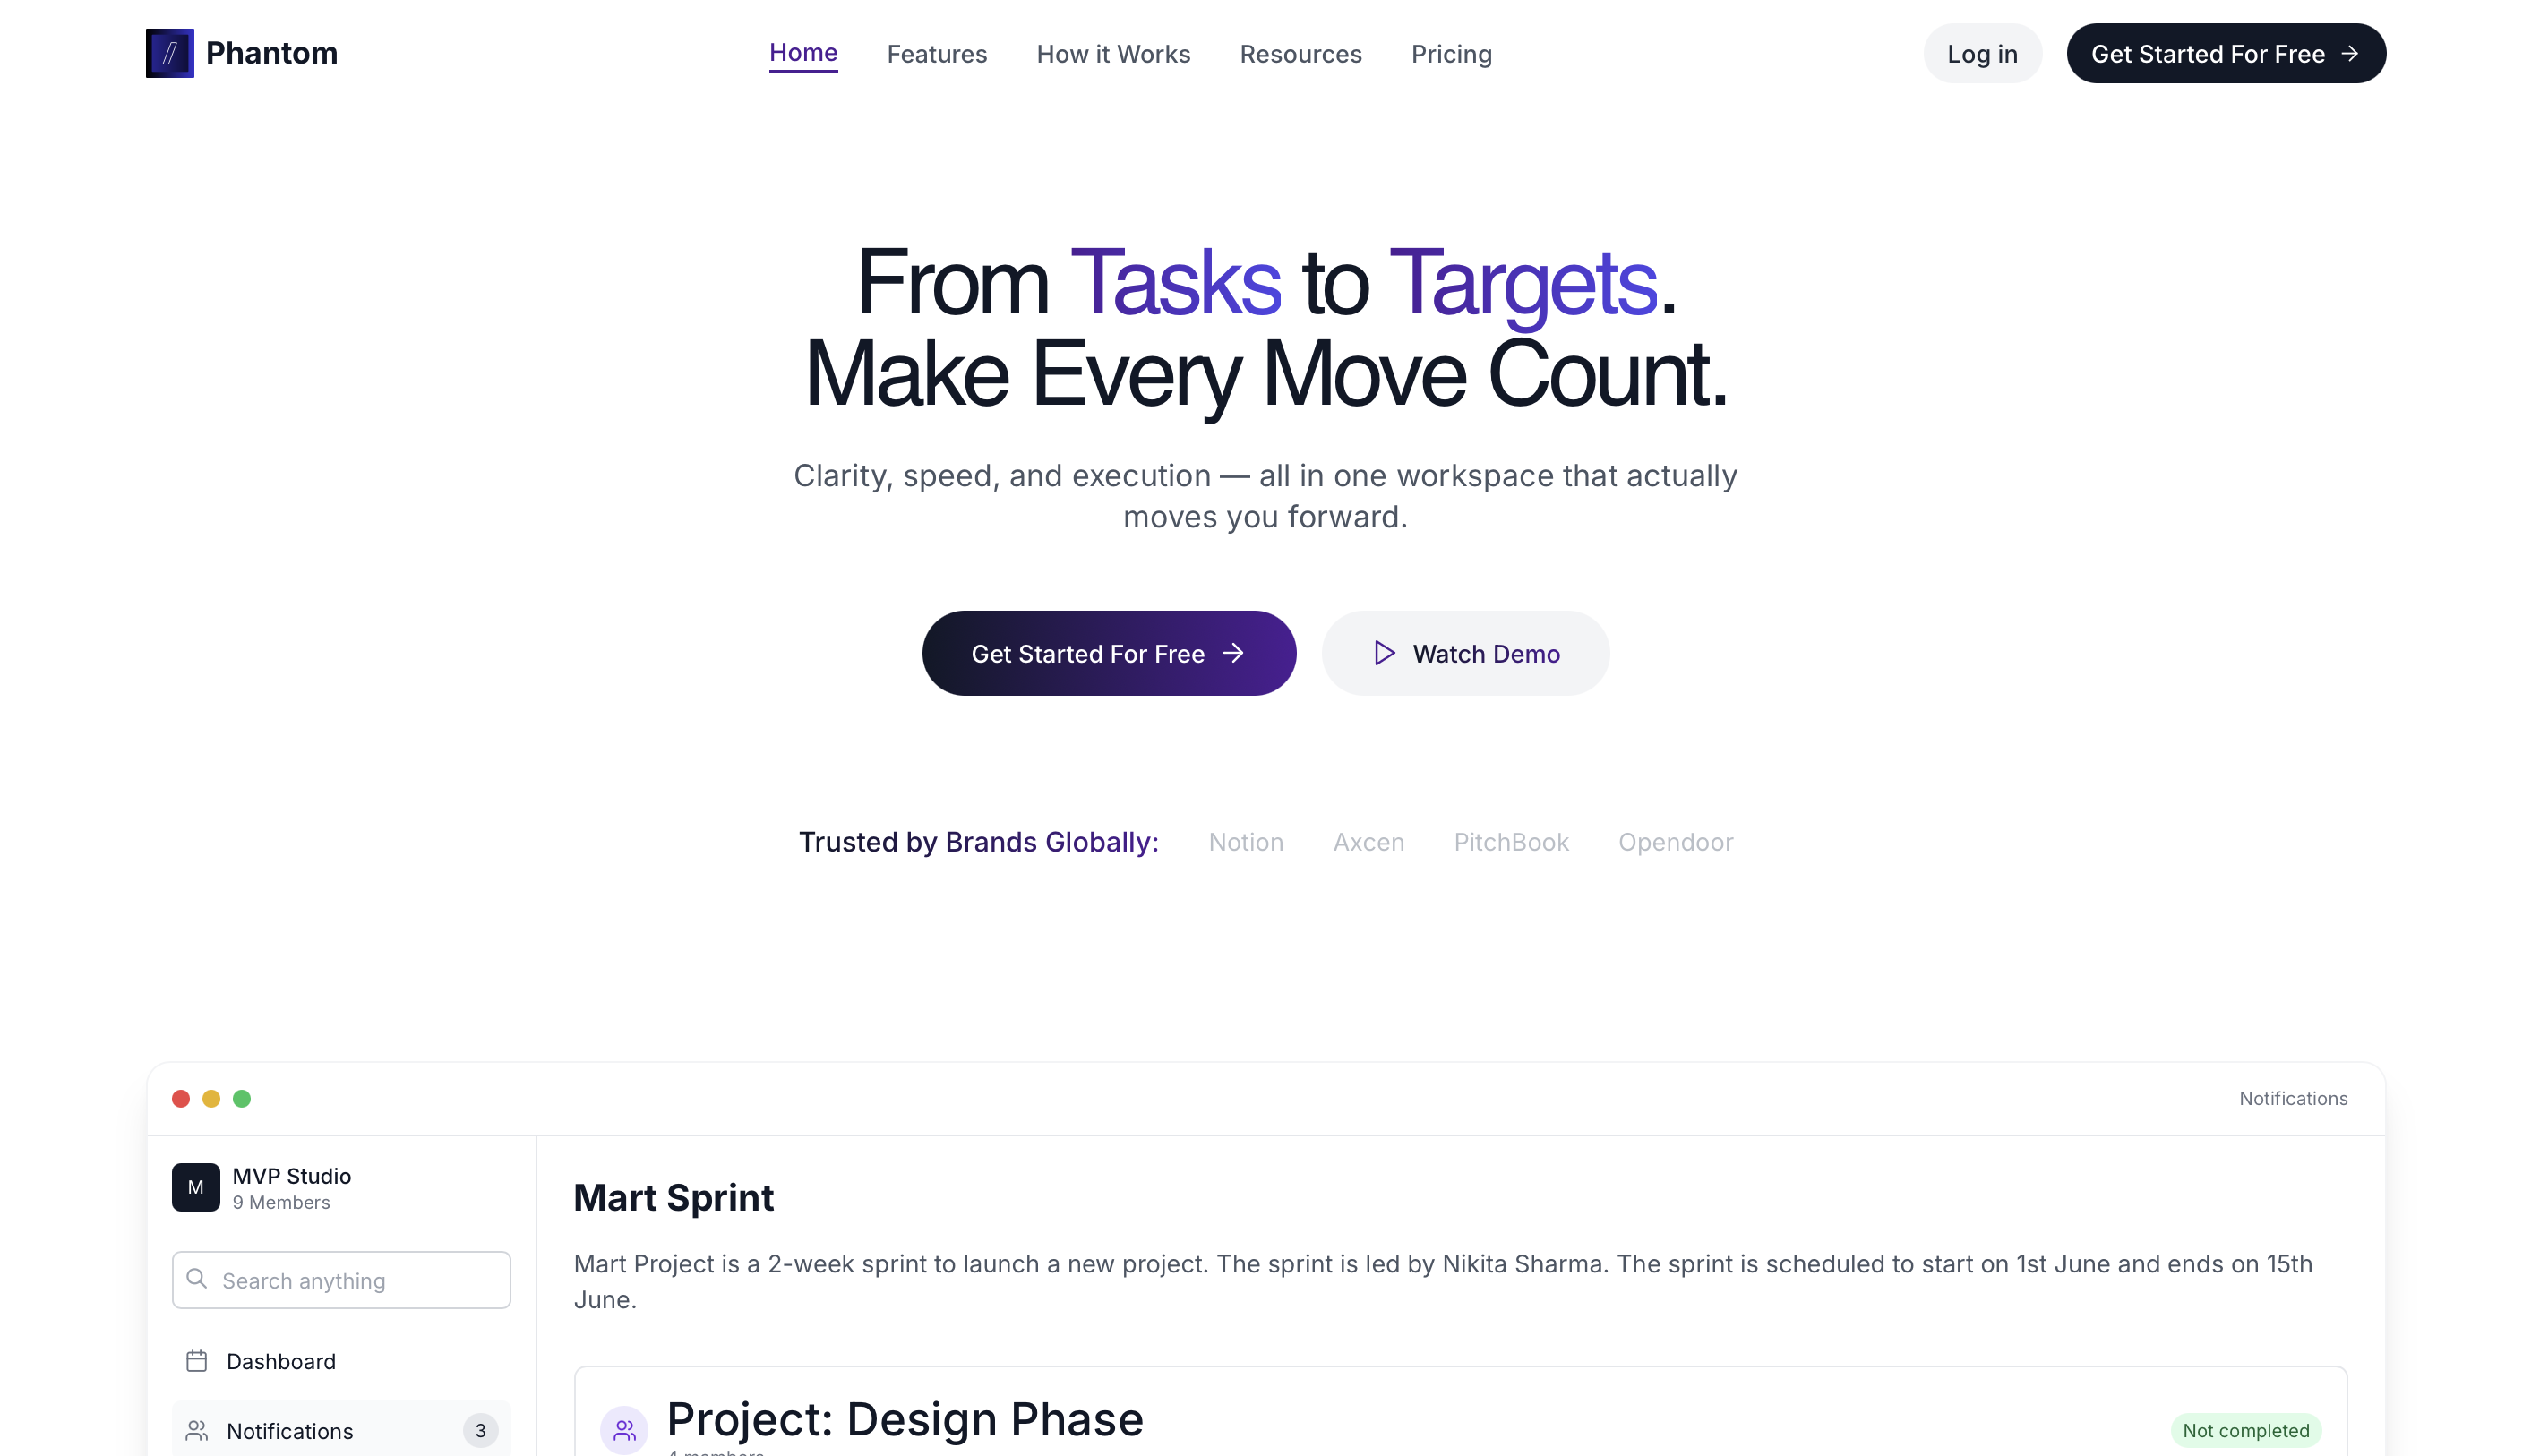 Phantom
Home Features How it Works Resources Pricing
Log in
Get Started For Free
From Tasks to Targets.
Make Every Move Count.
Clarity, speed, and execution — all in one workspace that actually
moves you forward.
Get Started For Free
Watch Demo
Trusted by Brands Globally: Notion Axcen PitchBook Opendoor
Notifications
M
MVP Studio
9 Members
Search anything
Dashboard
Notifications 3
Mart Sprint
Mart Project is a 2-week sprint to launch a new project. The sprint is led by Nikita Sharma. The sprint is scheduled to start on 1st June and ends on 15th
June.
Project: Design Phase
4 members
Not completed